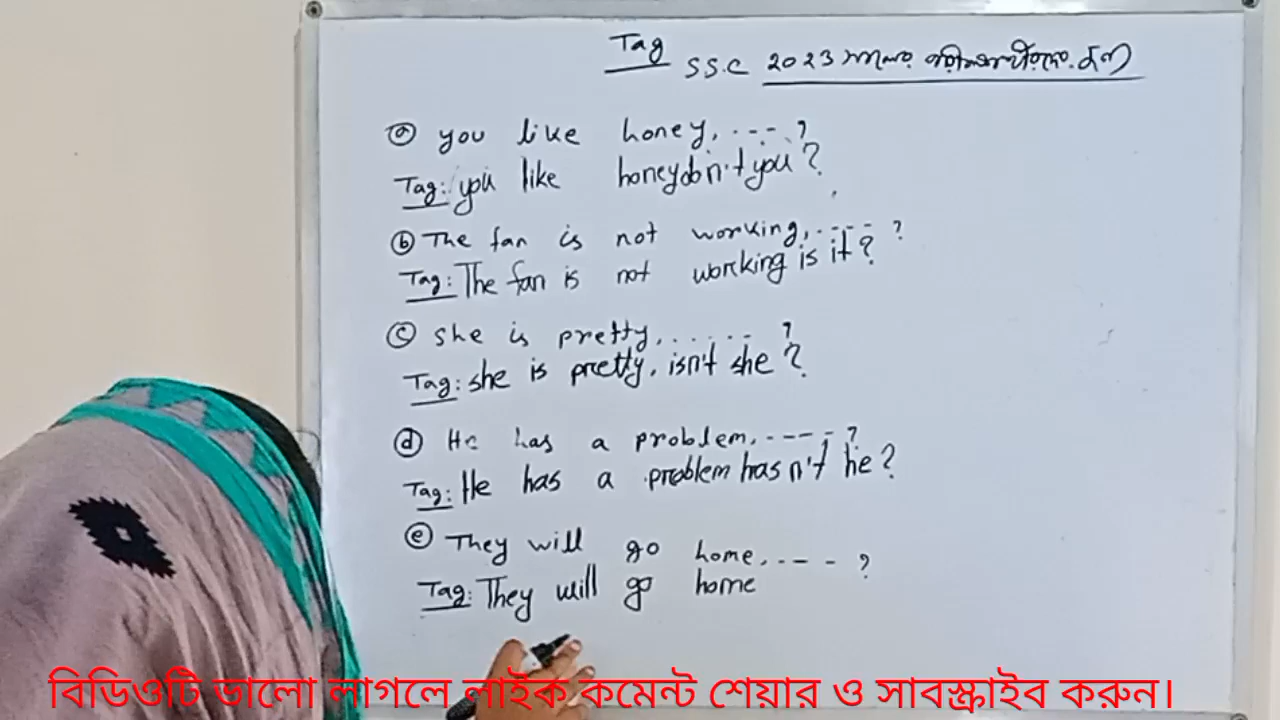 Tag
S.S.C ২০২৩ সালের পরীক্ষার্থীদের জন্য
ⓐ you like honey, ---- ?
Tag: you like honey don't you?
ⓑ The fan is not working, ---- ?
Tag: The fan is not working is it?
ⓒ She is pretty, ...... ?
Tag: she is pretty, isn't she?
ⓓ He has a problem, ---- ?
Tag: He has a problem hasn't he?
ⓔ They will go home, ---- ?
Tag: They will go home
বিডিওটি ভালো লাগলে লাইক কমেন্ট শেয়ার ও সাবস্ক্রাইব করুন।